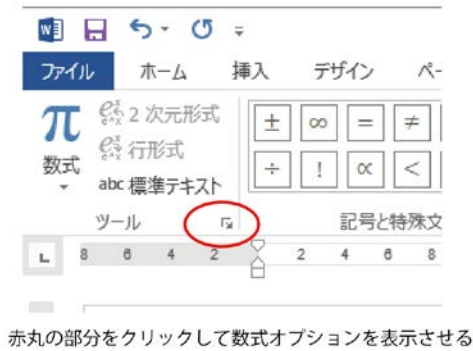 ファイル ホーム 挿入 デザイン ペー
π 数式
2 次元形式
行形式
abc 標準テキスト
± ∞ = ≠
÷ ! ∝ <
ツール 記号と特殊文
L 8 6 4 2 2 4 6 8
赤丸の部分をクリックして数式オプションを表示させる